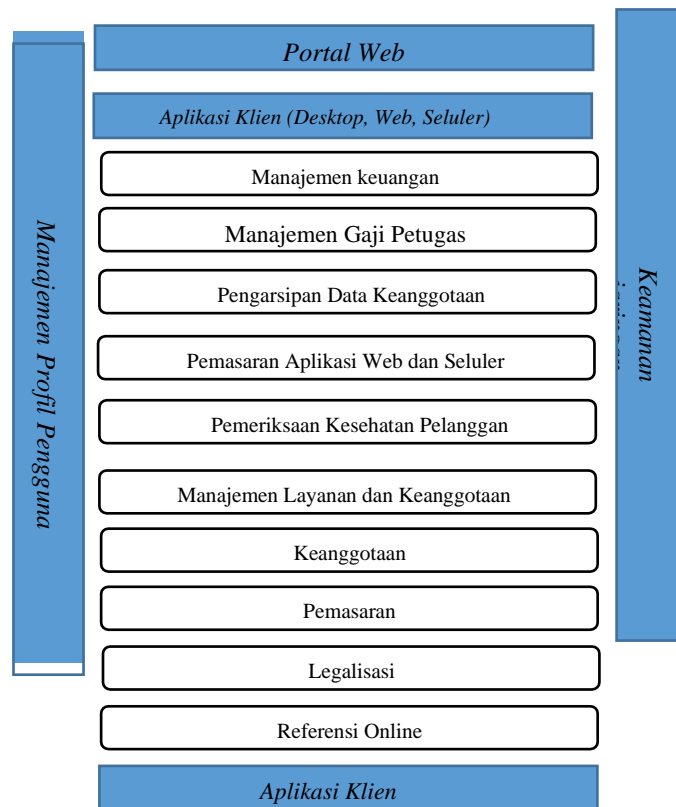 Portal Web
Aplikasi Klien (Desktop, Web, Seluler)
Manajemen keuangan
Manajemen Gaji Petugas
Pengarsipan Data Keanggotaan
Pemasaran Aplikasi Web dan Seluler
Pemeriksaan Kesehatan Pelanggan
Manajemen Layanan dan Keanggotaan
Keanggotaan
Pemasaran
Legalisasi
Referensi Online
Aplikasi Klien
Manajemen Profil Pengguna
Keamanan